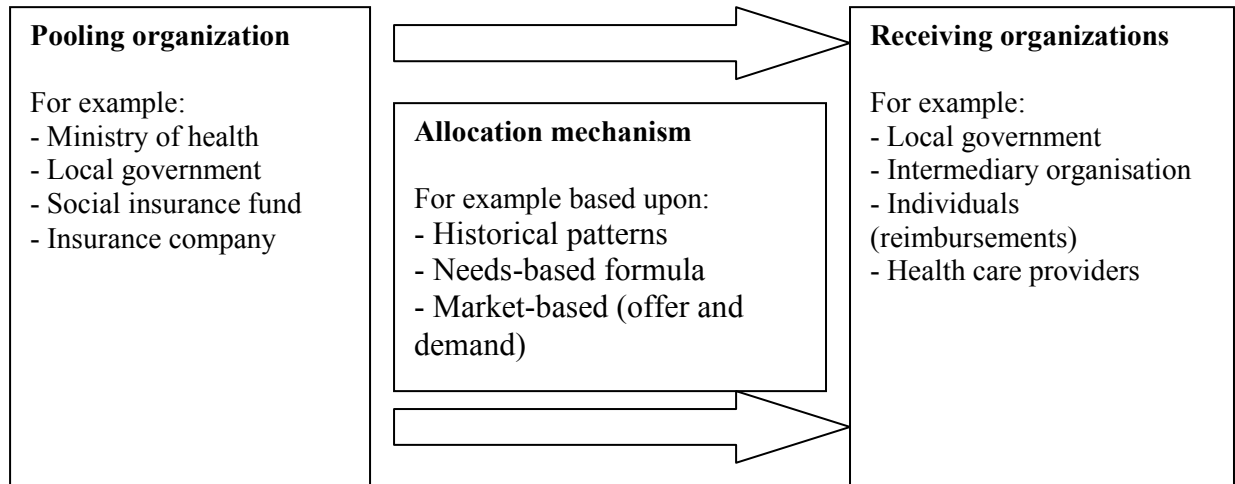 Pooling organization
For example:
- Ministry of health
- Local government
- Social insurance fund
- Insurance company
Allocation mechanism
For example based upon:
- Historical patterns
- Needs-based formula
- Market-based (offer and
demand)
Receiving organizations
For example:
- Local government
- Intermediary organisation
- Individuals
(reimbursements)
- Health care providers